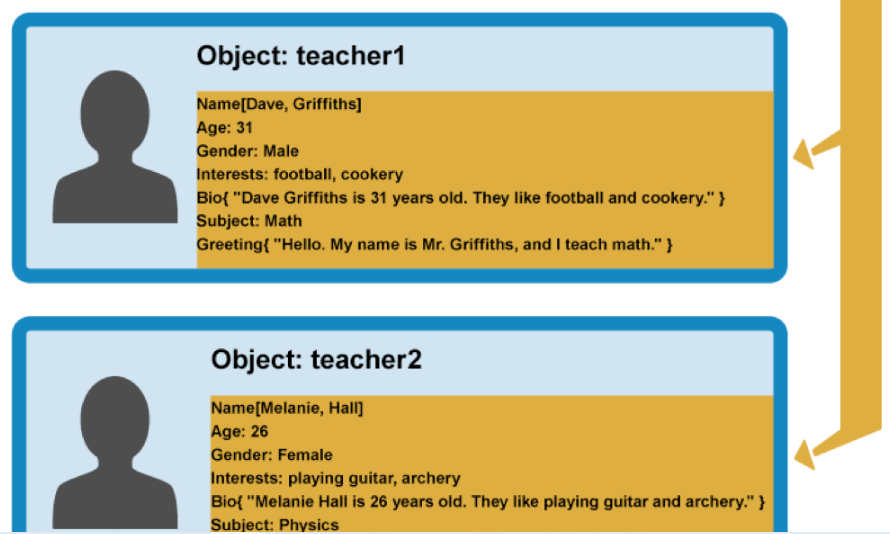 Object: teacher1
Name[Dave, Griffiths]
Age: 31
Gender: Male
Interests: football, cookery
Bio{ "Dave Griffiths is 31 years old. They like football and cookery." }
Subject: Math
Greeting{ "Hello. My name is Mr. Griffiths, and I teach math." }
Object: teacher2
Name[Melanie, Hall]
Age: 26
Gender: Female
Interests: playing guitar, archery
Bio{ "Melanie Hall is 26 years old. They like playing guitar and archery." }
Subject: Physics